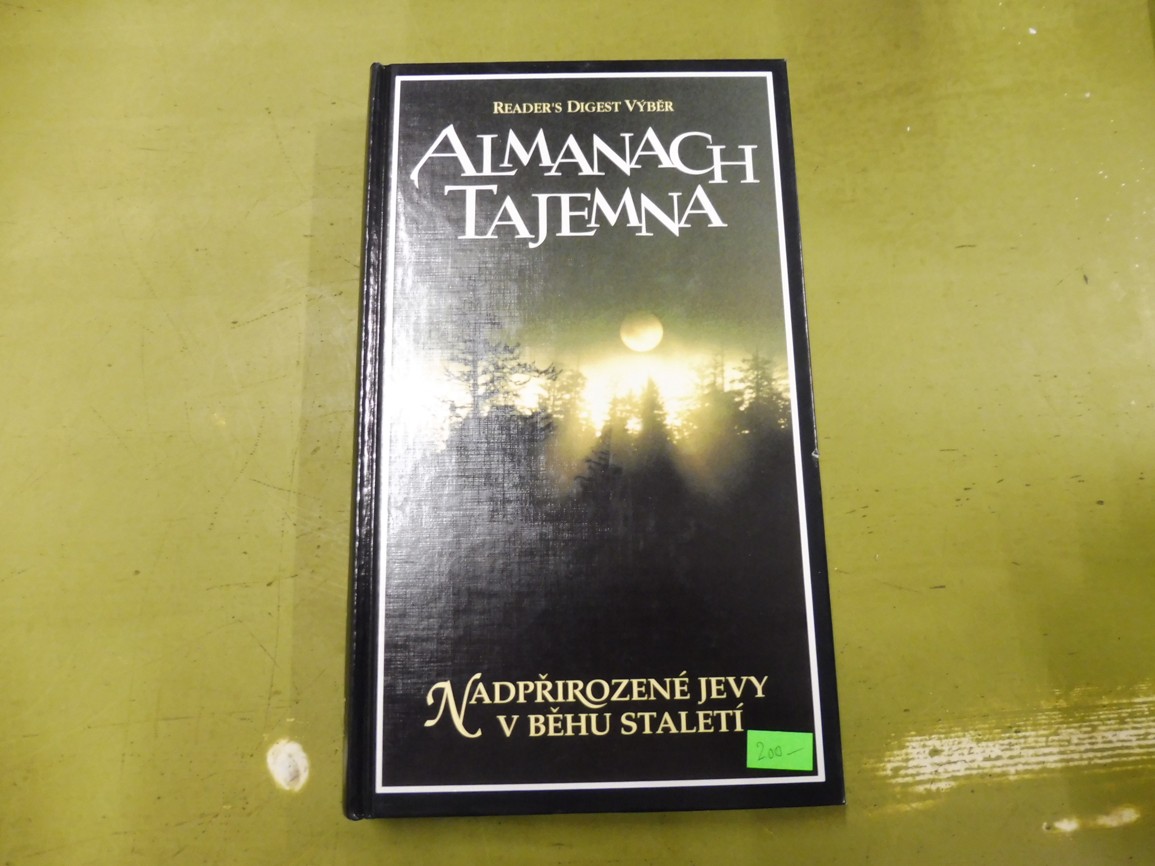 READER'S DIGEST VÝBĚR
ALMANACH
TAJEMNA
NADPŘIROZENÉ JEVY
V BĚHU STALETÍ
200–